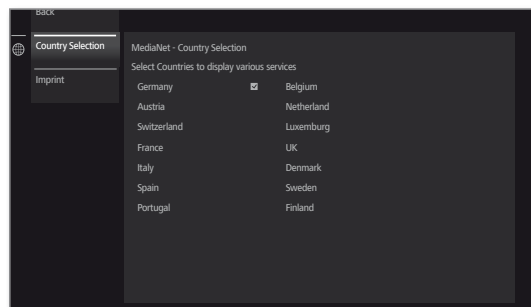 Back
Country Selection
Imprint
MediaNet - Country Selection
Select Countries to display various services
Germany Belgium
Austria Netherland
Switzerland Luxemburg
France UK
Italy Denmark
Spain Sweden
Portugal Finland